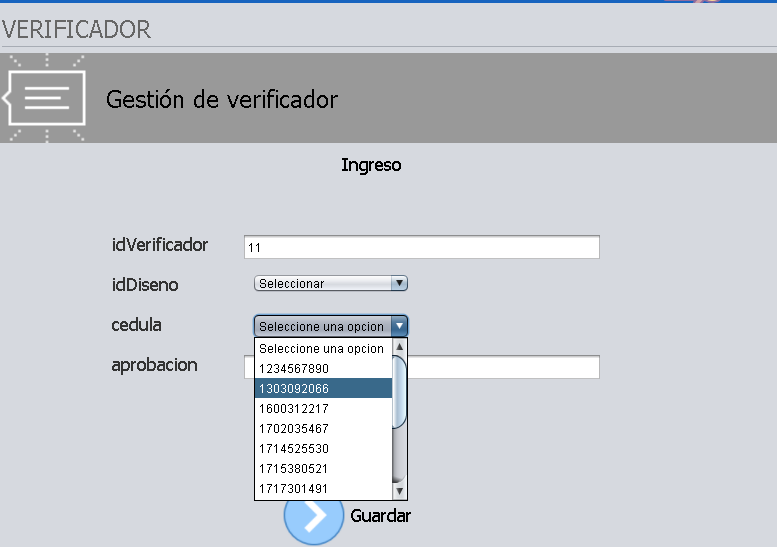 VERIFICADOR
Gestión de verificador
Ingreso
idVerificador 11
idDiseno Seleccionar
cedula Seleccione una opcion
Seleccione una opcion
aprobacion
1234567890
1303092066
1600312217
1702035467
1714525530
1715380521
1717301491
Guardar